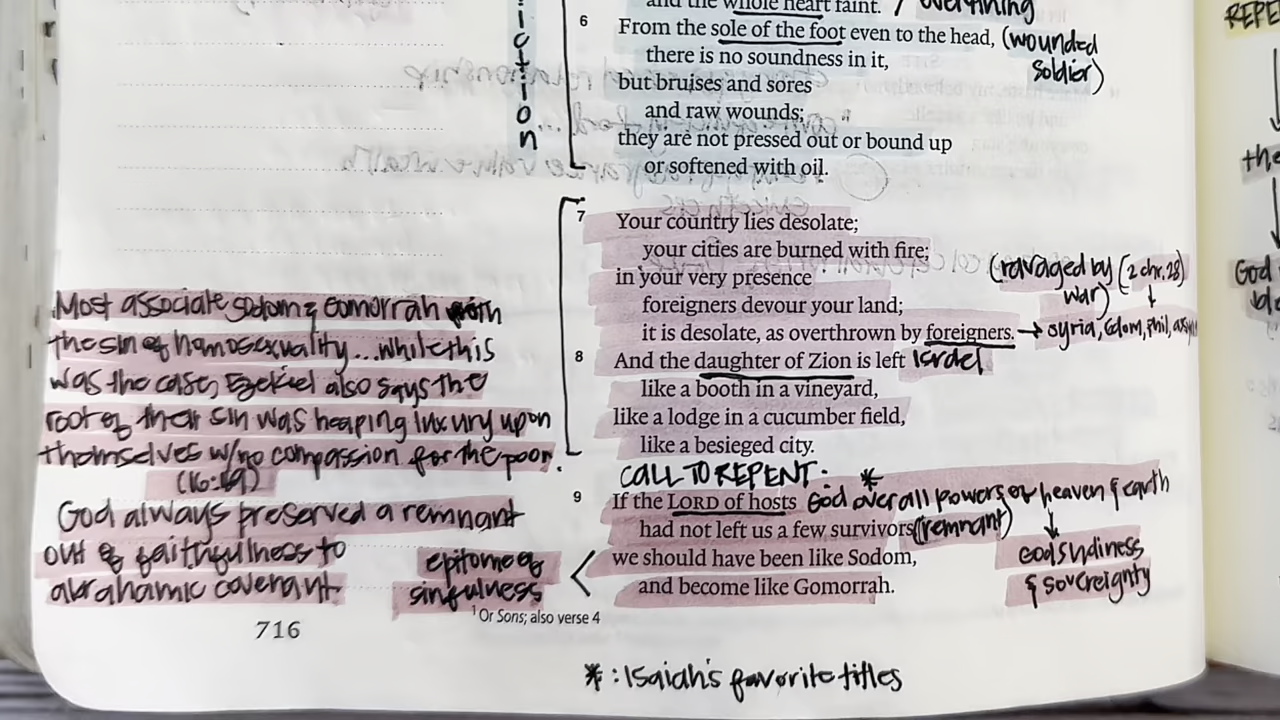 and the whole heart faint. / everything
6 From the sole of the foot even to the head, (wounded
there is no soundness in it, soldier)
but bruises and sores
and raw wounds;
they are not pressed out or bound up
or softened with oil.
iction
7 Your country lies desolate;
your cities are burned with fire;
in your very presence (ravaged by (2 chr. 28)
foreigners devour your land; war)
it is desolate, as overthrown by foreigners. → syria, Edom, phil,
8 And the daughter of Zion is left Israel
like a booth in a vineyard,
like a lodge in a cucumber field,
like a besieged city.
CALL TO REPENT. *
9 If the LORD of hosts God over all powers of heaven & earth
had not left us a few survivors, (remnant)
we should have been like Sodom,
and become like Gomorrah.
Godsndiness
& sovereignty
Most associate sodom & Gomorrah with
the sin of homosexuality...while this
was the case, Ezekiel also says the
root of their sin was heaping luxury upon
themselves w/no compassion for the poor.
(16:49)
God always preserved a remnant
out of faithfulness to
abrahamic covenant
epitome of
sinfulness
1 Or Sons; also verse 4
716
* : Isaiah's favorite titles
REPE
the
God